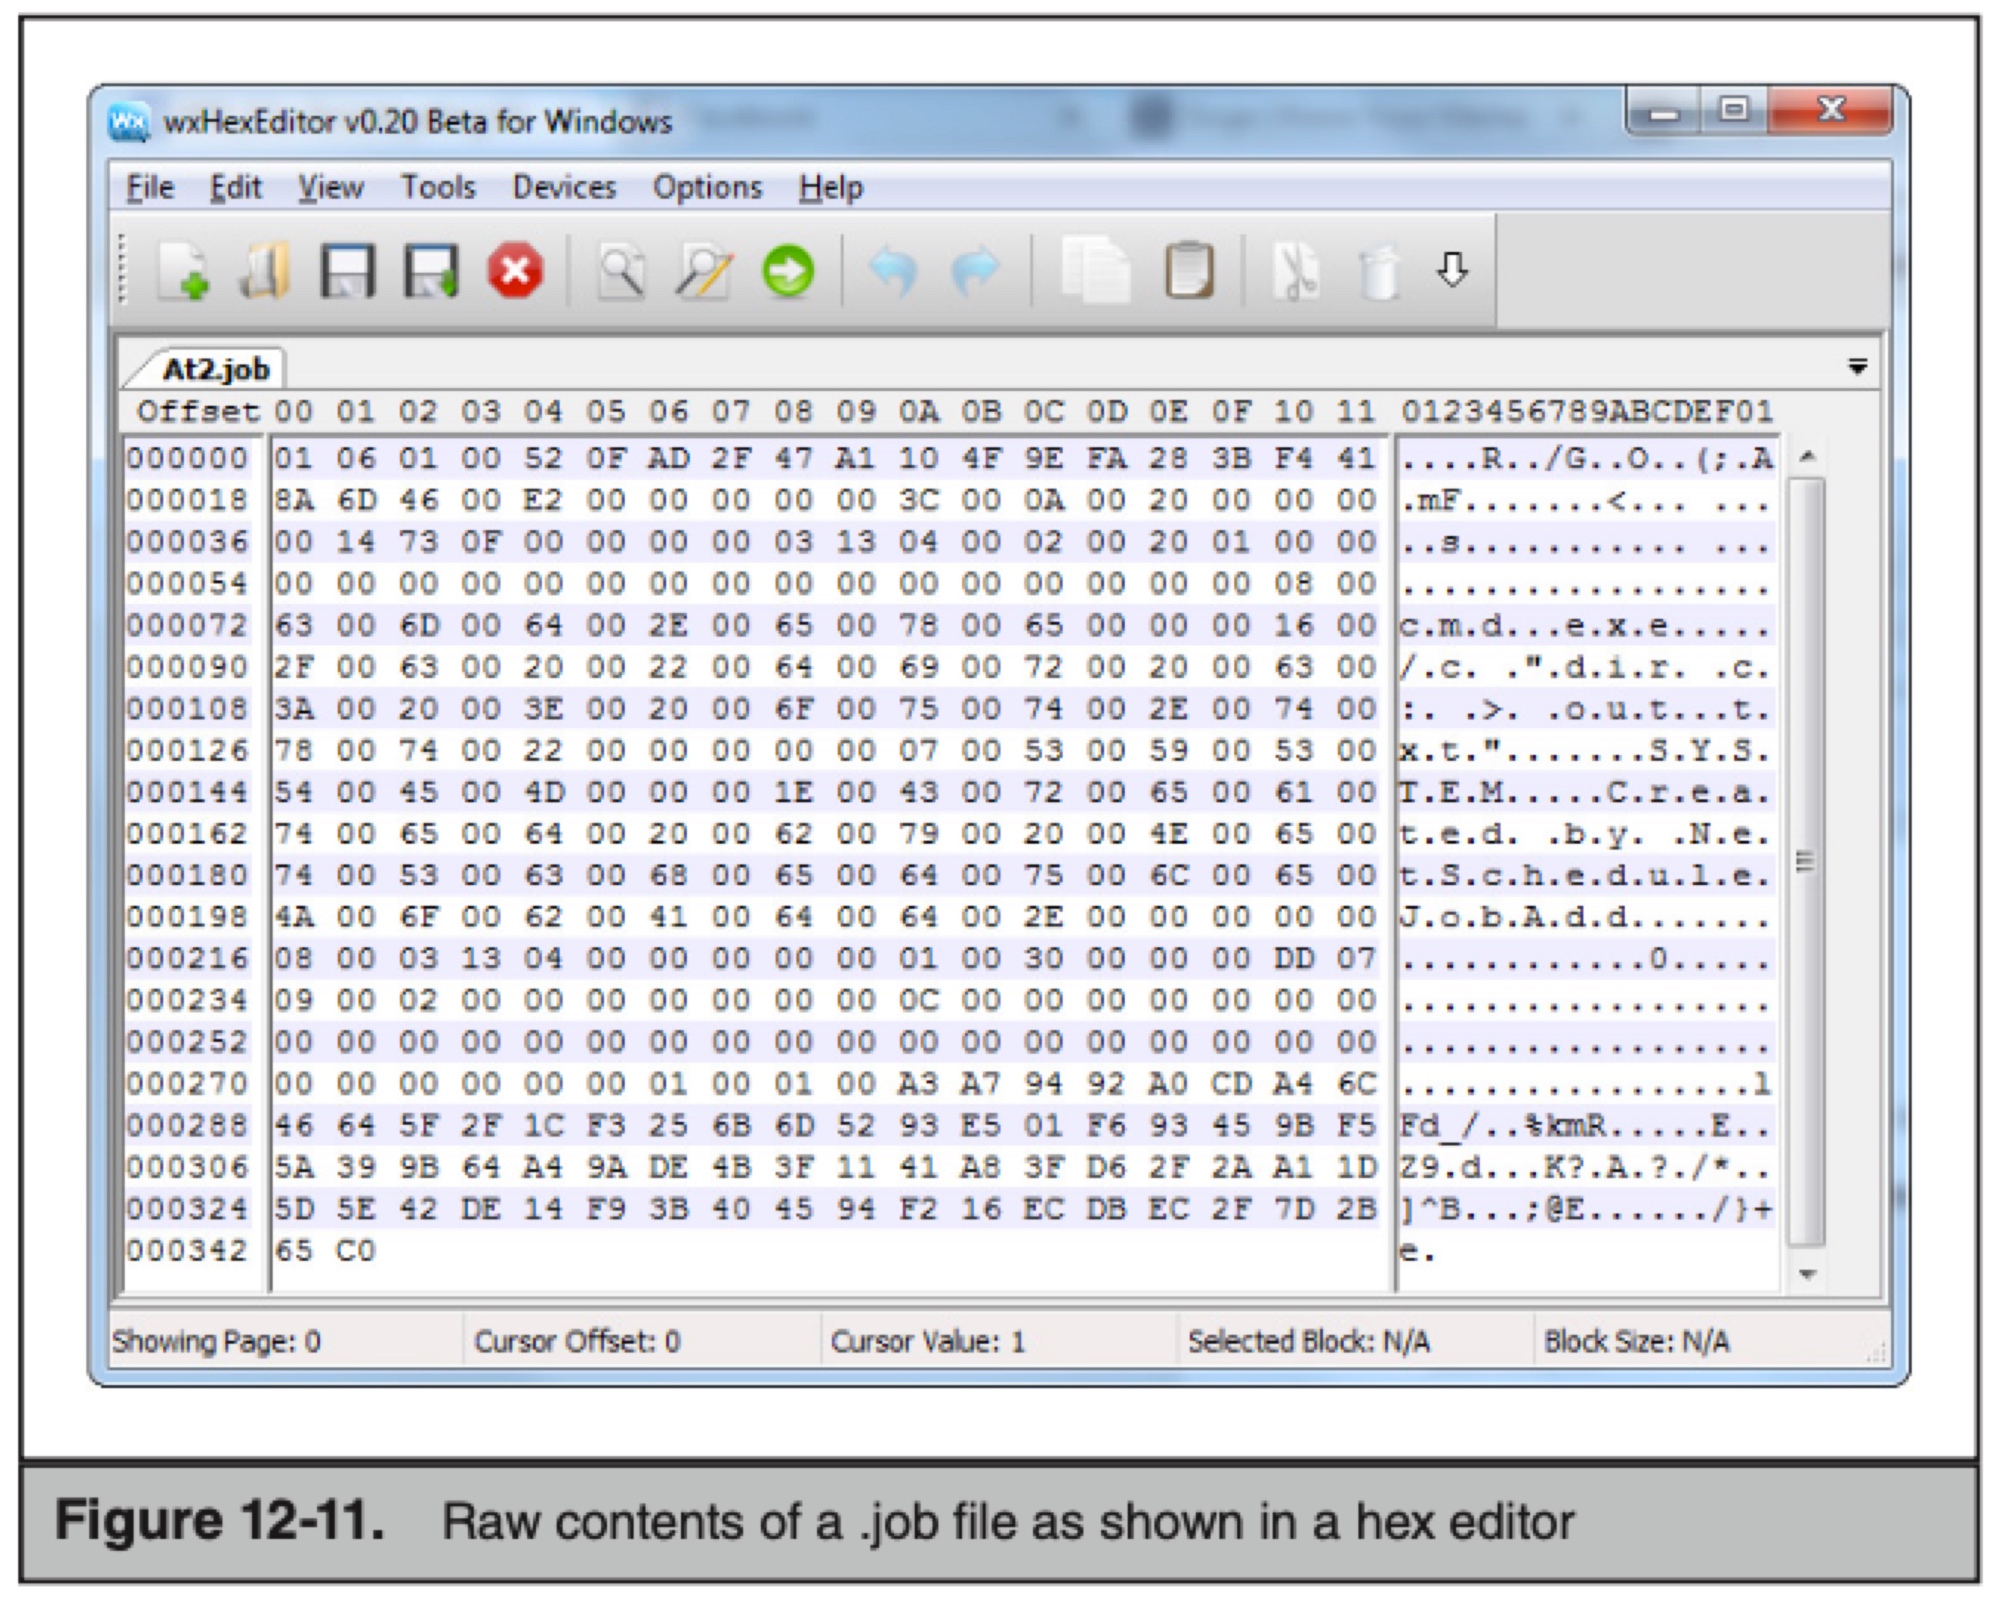 wxHexEditor v0.20 Beta for Windows
File Edit View Tools Devices Options Help
At2.job
Offset 00 01 02 03 04 05 06 07 08 09 0A 0B 0C 0D 0E 0F 10 11 0123456789ABCDEF01
000000 01 06 01 00 52 0F AD 2F 47 A1 10 4F 9E FA 28 3B F4 41 ....R../G..O..(;.A
000018 8A 6D 46 00 E2 00 00 00 00 00 3C 00 0A 00 20 00 00 00 .mF.......<... ...
000036 00 14 73 0F 00 00 00 00 03 13 04 00 02 00 20 01 00 00 ..s........... ...
000054 00 00 00 00 00 00 00 00 00 00 00 00 00 00 00 00 08 00 ..................
000072 63 00 6D 00 64 00 2E 00 65 00 78 00 65 00 00 00 16 00 c.m.d...e.x.e.....
000090 2F 00 63 00 20 00 22 00 64 00 69 00 72 00 20 00 63 00 /.c. .".d.i.r. .c.
000108 3A 00 20 00 3E 00 20 00 6F 00 75 00 74 00 2E 00 74 00 :. .>. .o.u.t...t.
000126 78 00 74 00 22 00 00 00 00 00 07 00 53 00 59 00 53 00 x.t.".......S.Y.S.
000144 54 00 45 00 4D 00 00 00 1E 00 43 00 72 00 65 00 61 00 T.E.M.....C.r.e.a.
000162 74 00 65 00 64 00 20 00 62 00 79 00 20 00 4E 00 65 00 t.e.d. .b.y. .N.e.
000180 74 00 53 00 63 00 68 00 65 00 64 00 75 00 6C 00 65 00 t.S.c.h.e.d.u.l.e.
000198 4A 00 6F 00 62 00 41 00 64 00 64 00 2E 00 00 00 00 00 J.o.b.A.d.d.......
000216 08 00 03 13 04 00 00 00 00 00 01 00 30 00 00 00 DD 07 ............0.....
000234 09 00 02 00 00 00 00 00 00 00 0C 00 00 00 00 00 00 00 ..................
000252 00 00 00 00 00 00 00 00 00 00 00 00 00 00 00 00 00 00 ..................
000270 00 00 00 00 00 00 01 00 01 00 A3 A7 94 92 A0 CD A4 6C .................l
000288 46 64 5F 2F 1C F3 25 6B 6D 52 93 E5 01 F6 93 45 9B F5 Fd_/..%kmR.....E..
000306 5A 39 9B 64 A4 9A DE 4B 3F 11 41 A8 3F D6 2F 2A A1 1D Z9.d...K?.A.?./*..
000324 5D 5E 42 DE 14 F9 3B 40 45 94 F2 16 EC DB EC 2F 7D 2B ]^B...;@E....../}+
000342 65 C0 e.
Showing Page: 0 Cursor Offset: 0 Cursor Value: 1 Selected Block: N/A Block Size: N/A
Figure 12-11. Raw contents of a .job file as shown in a hex editor